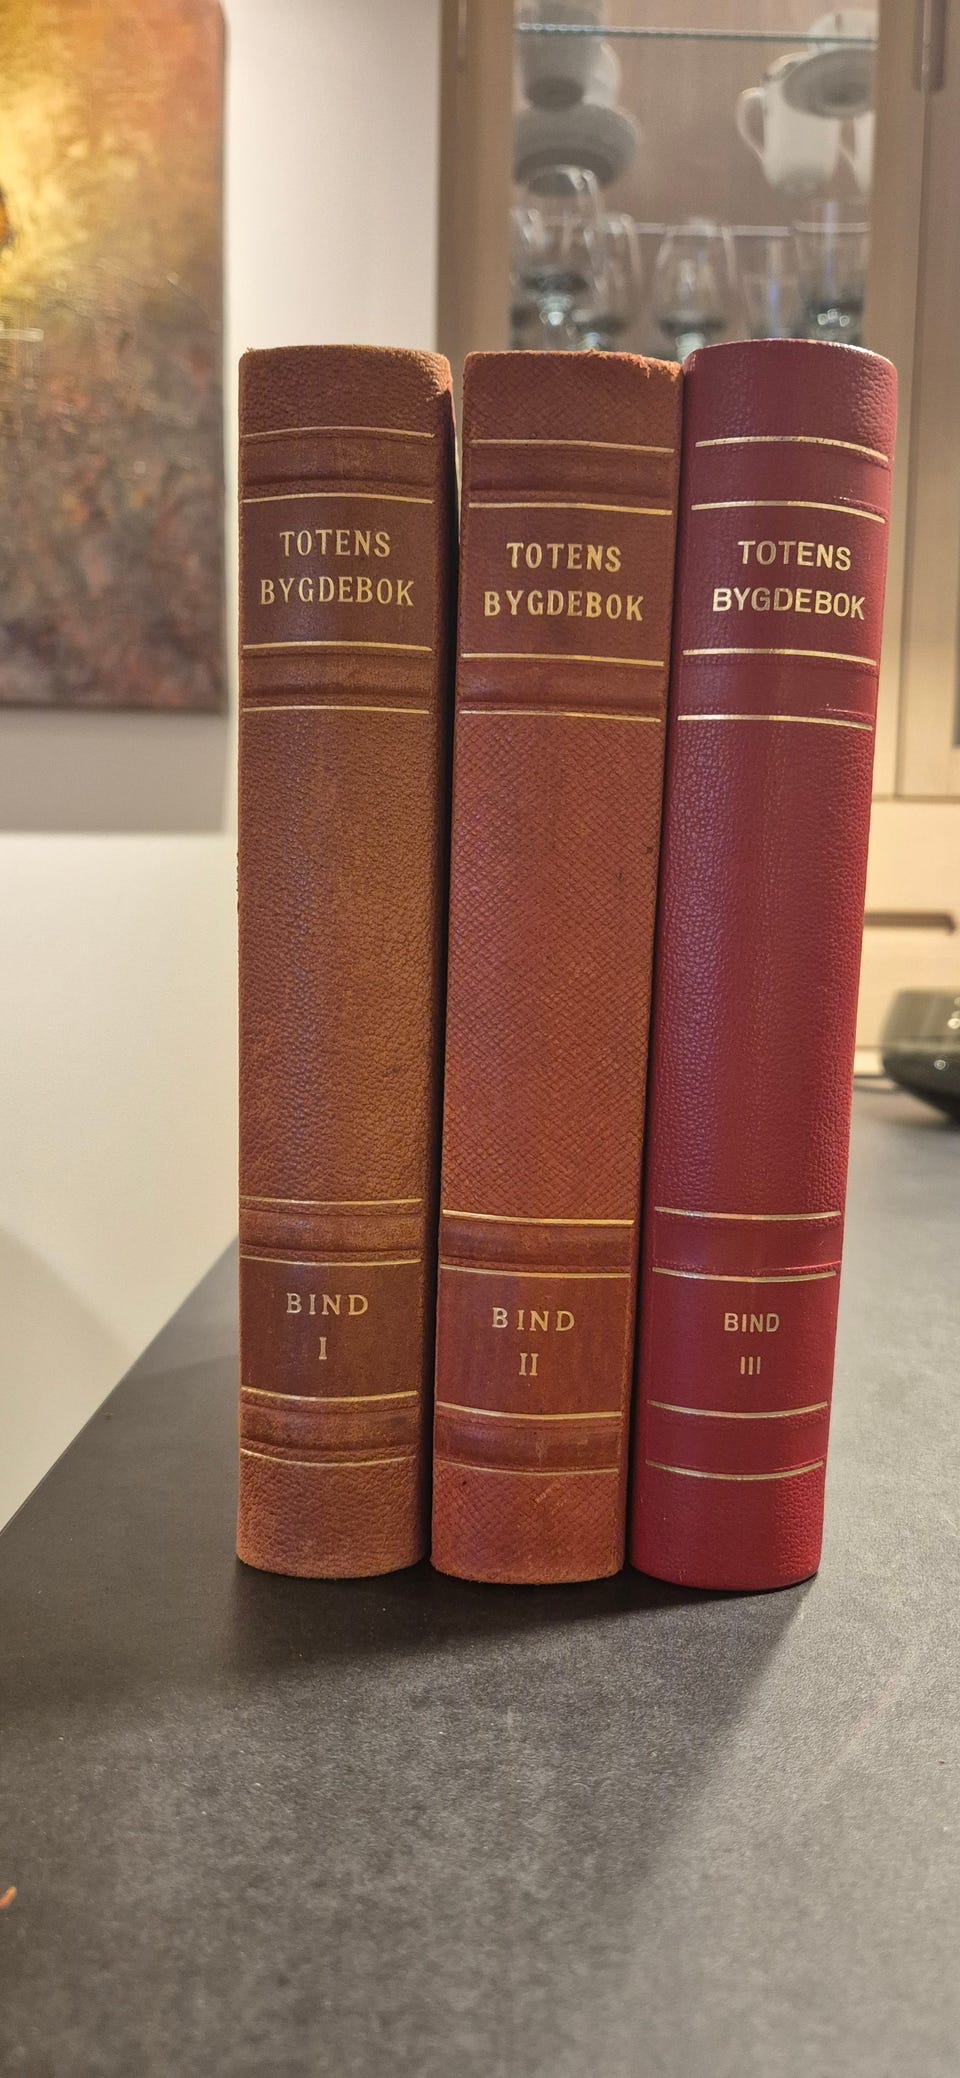 TOTENS
BYGDEBOK
BIND
I
TOTENS
BYGDEBOK
BIND
II
TOTENS
BYGDEBOK
BIND
III